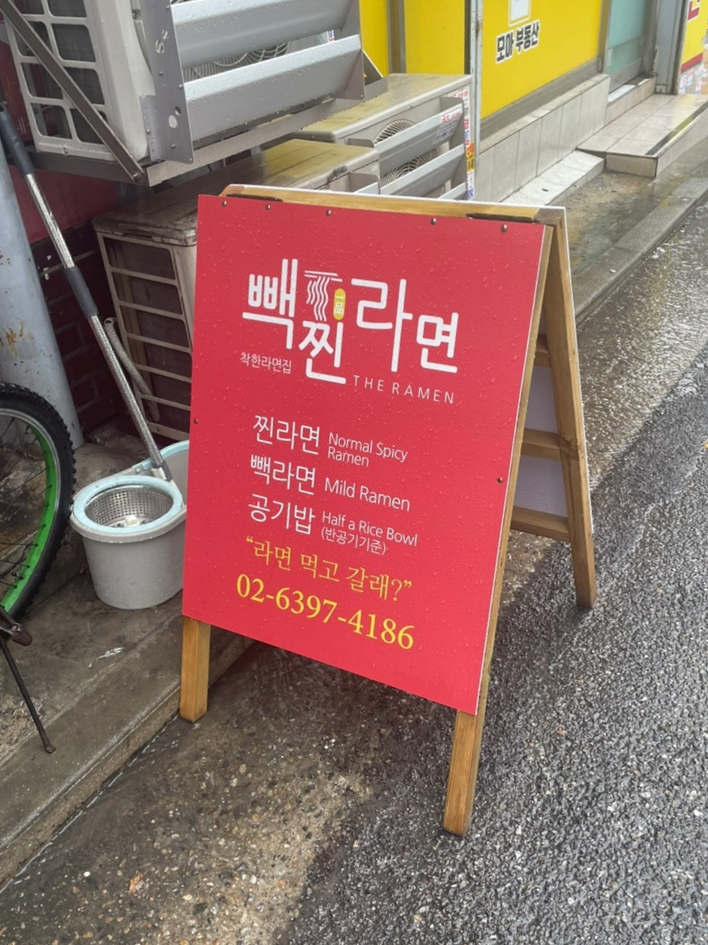 모아 부동산
빽찐라면
착한라면집
THE RAMEN
찐라면 Normal Spicy Ramen
빽라면 Mild Ramen
공기밥 Half a Rice Bowl
(반공기기준)
“라면 먹고 갈래?”
02-6397-4186